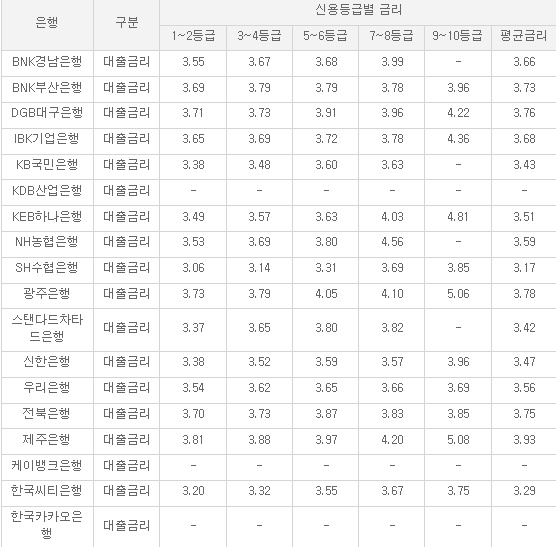 은행 구분 신용등급별 금리
1~2등급 3~4등급 5~6등급 7~8등급 9~10등급 평균금리
BNK경남은행 대출금리 3.55 3.67 3.68 3.99 - 3.66
BNK부산은행 대출금리 3.69 3.79 3.79 3.78 3.96 3.73
DGB대구은행 대출금리 3.71 3.73 3.91 3.96 4.22 3.76
IBK기업은행 대출금리 3.65 3.69 3.72 3.78 4.36 3.68
KB국민은행 대출금리 3.38 3.48 3.60 3.63 - 3.43
KDB산업은행 대출금리 - - - - - -
KEB하나은행 대출금리 3.49 3.57 3.63 4.03 4.81 3.51
NH농협은행 대출금리 3.53 3.69 3.80 4.56 - 3.59
SH수협은행 대출금리 3.06 3.14 3.31 3.69 3.85 3.17
광주은행 대출금리 3.73 3.79 4.05 4.10 5.06 3.78
스탠다드차타
드은행 대출금리 3.37 3.65 3.80 3.82 - 3.42
신한은행 대출금리 3.38 3.52 3.59 3.57 3.96 3.47
우리은행 대출금리 3.54 3.62 3.65 3.66 3.69 3.56
전북은행 대출금리 3.70 3.73 3.87 3.83 3.85 3.75
제주은행 대출금리 3.81 3.88 3.97 4.20 5.08 3.93
케이뱅크은행 대출금리 - - - - - -
한국씨티은행 대출금리 3.20 3.32 3.55 3.67 3.75 3.29
한국카카오은
행 대출금리 - - - - - -